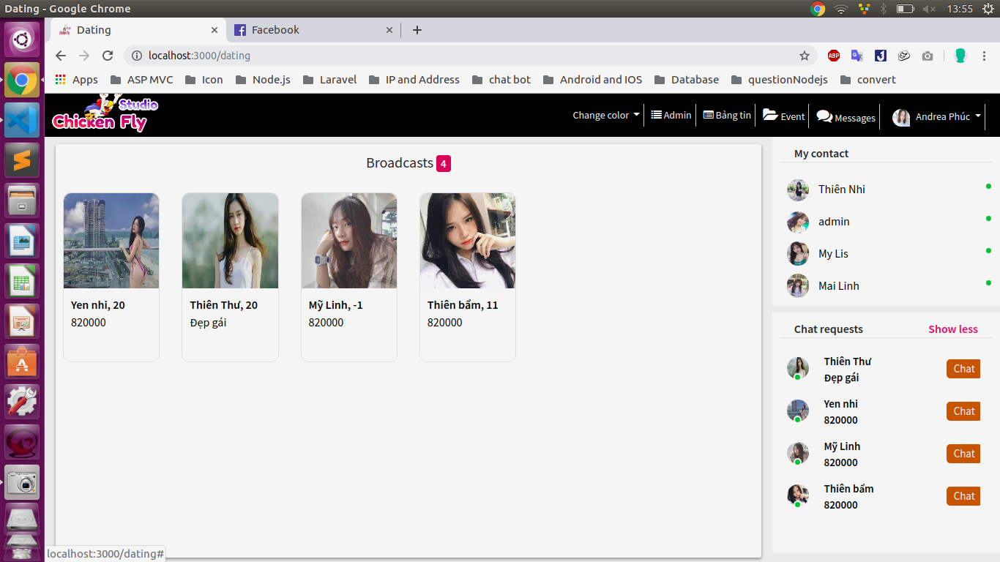 Dating - Google Chrome
13:55
Dating
Facebook
localhost:3000/dating
ABP
Apps
ASP MVC
Icon
Node.js
Laravel
IP and Address
chat bot
Android and IOS
Database
questionNodejs
convert
Studio
Chicken Fly
Change color
Admin
Bảng tin
Event
Messages
Andrea Phúc
Broadcasts 4
Yen nhi, 20
820000
Thiên Thư, 20
Đẹp gái
Mỹ Linh, -1
820000
Thiên bẩm, 11
820000
My contact
Thiên Nhi
admin
My Lis
Mai Linh
Chat requests
Show less
Thiên Thư
Đẹp gái
Chat
Yen nhi
820000
Chat
Mỹ Linh
820000
Chat
Thiên bẩm
820000
Chat
localhost:3000/dating#